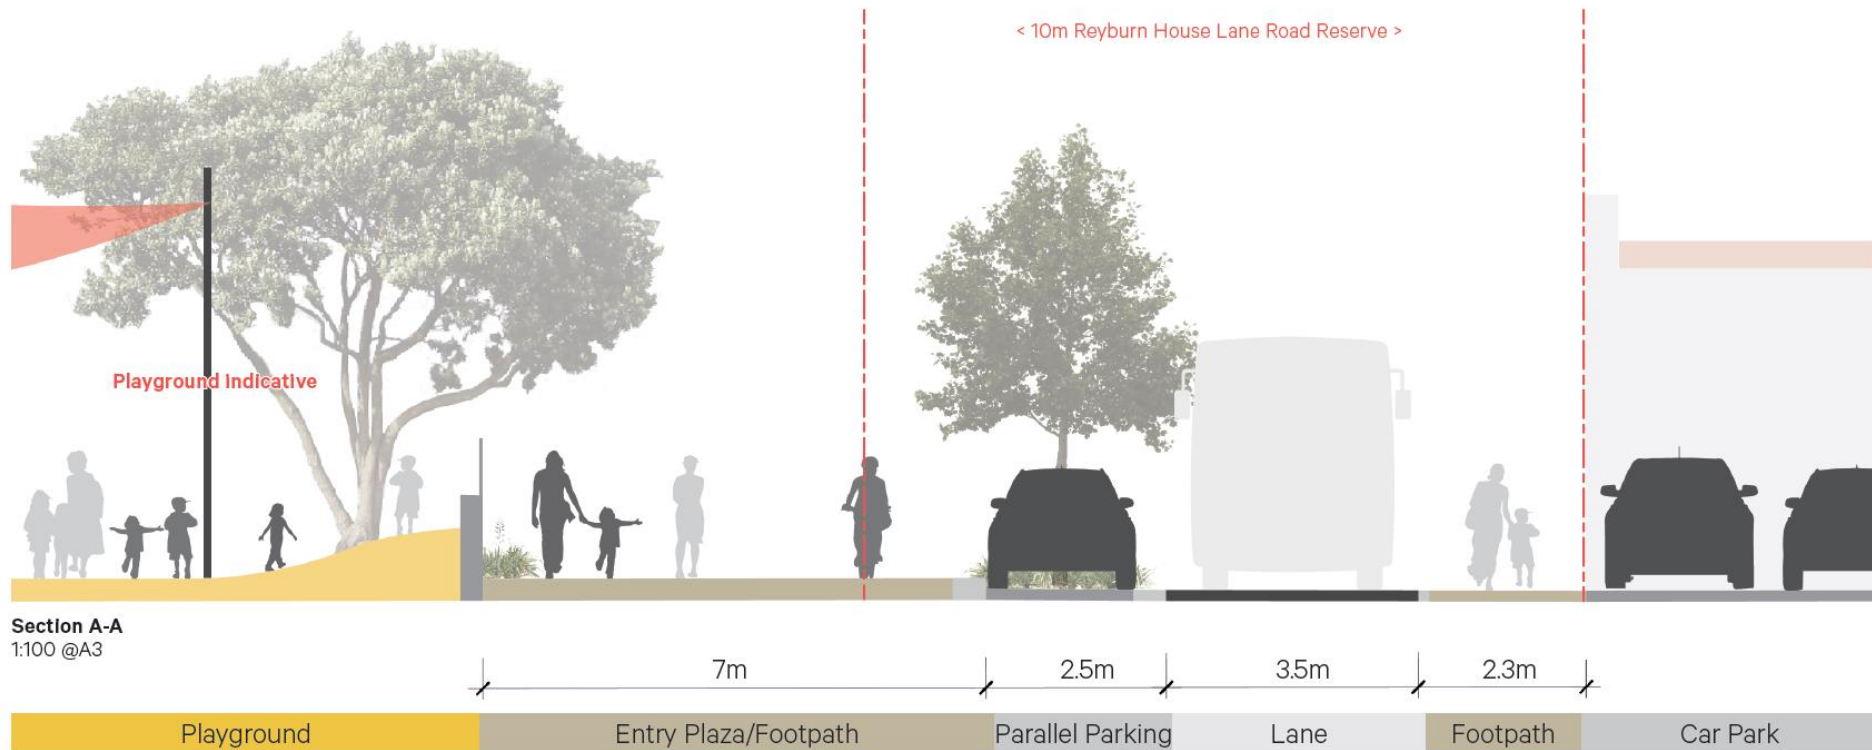 < 10m Reyburn House Lane Road Reserve >
Playground Indicative
Section A-A
1:100 @A3
7m
2.5m
3.5m
2.3m
Playground
Entry Plaza/Footpath
Parallel Parking
Lane
Footpath
Car Park